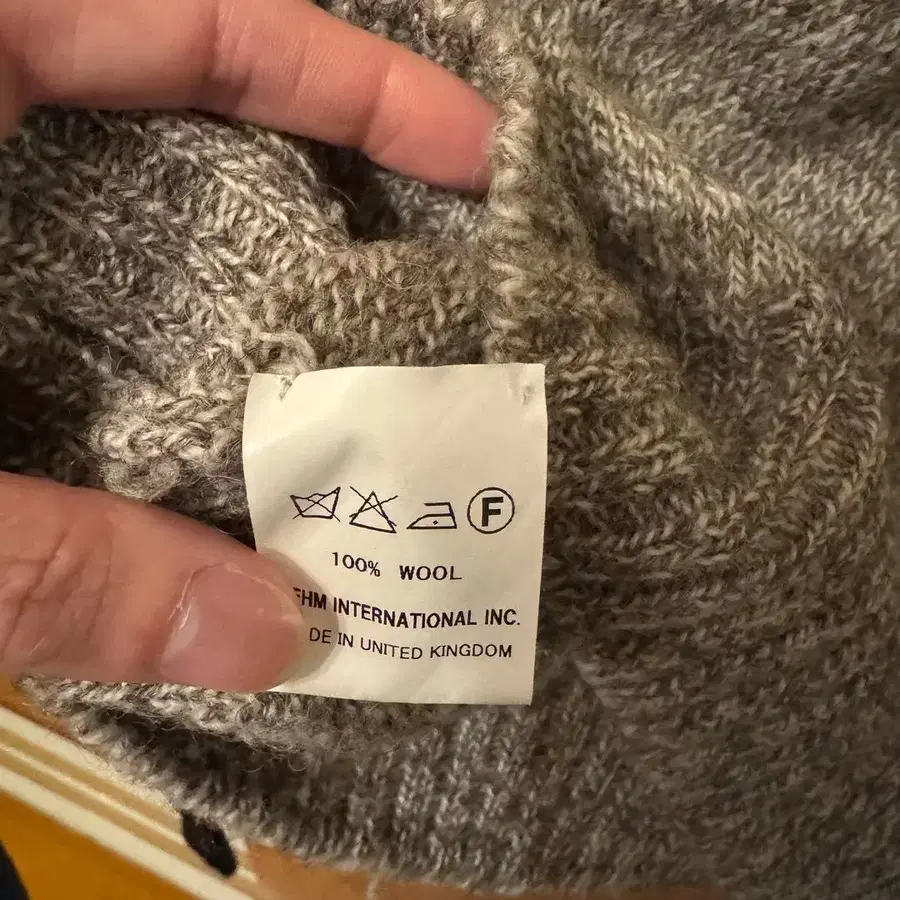 F
100% WOOL
FHM INTERNATIONAL INC.
DE IN UNITED KINGDOM